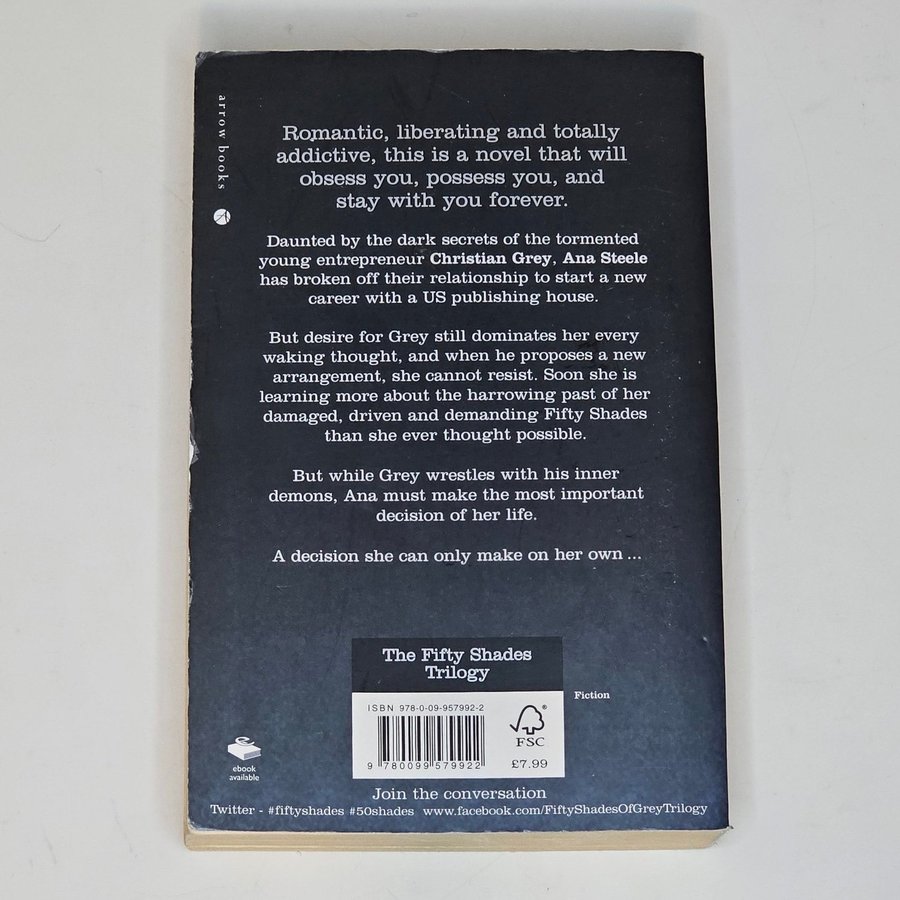 arrow books
Romantic, liberating and totally
addictive, this is a novel that will
obsess you, possess you, and
stay with you forever.
Daunted by the dark secrets of the tormented
young entrepreneur Christian Grey, Ana Steele
has broken off their relationship to start a new
career with a US publishing house.
But desire for Grey still dominates her every
waking thought, and when he proposes a new
arrangement, she cannot resist. Soon she is
learning more about the harrowing past of her
damaged, driven and demanding Fifty Shades
than she ever thought possible.
But while Grey wrestles with his inner
demons, Ana must make the most important
decision of her life.
A decision she can only make on her own ...
The Fifty Shades
Trilogy
Fiction
ISBN 978-0-09-957992-2
9 780099 579922
® FSC
£7.99
e
ebook
available
Join the conversation
Twitter - #fiftyshades #50shades www.facebook.com/FiftyShadesOfGreyTrilogy